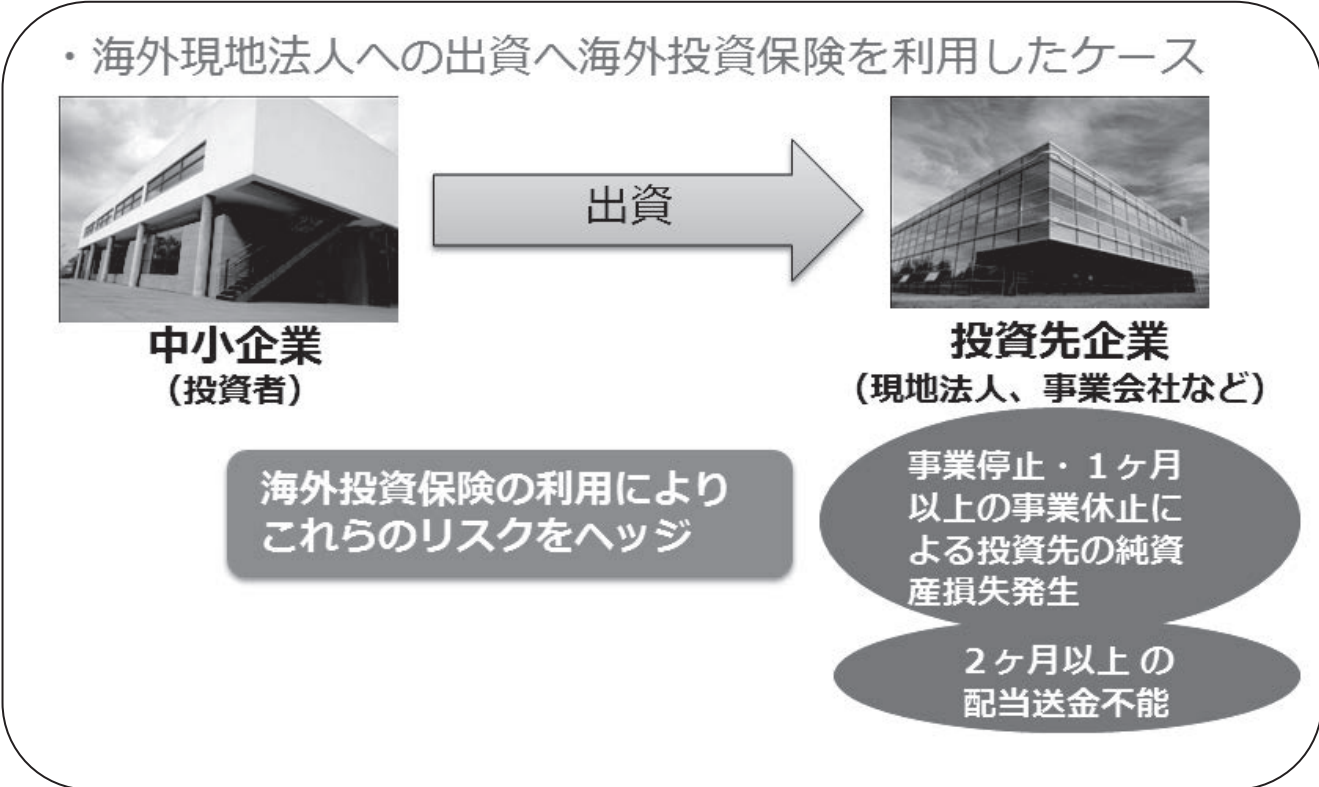 ・海外現地法人への出資へ海外投資保険を利用したケース
出資
中小企業
（投資者）
投資先企業
（現地法人、事業会社など）
海外投資保険の利用により
これらのリスクをヘッジ
事業停止・１ヶ月
以上の事業休止に
よる投資先の純資
産損失発生
２ヶ月以上 の
配当送金不能